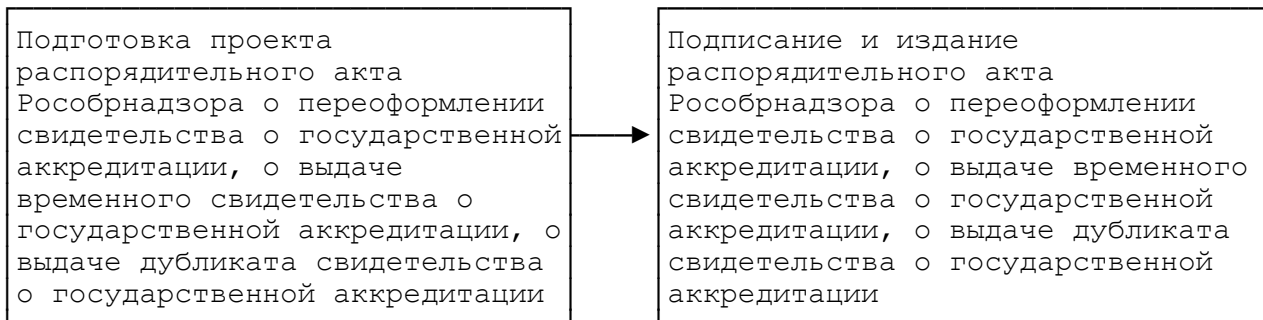 Подготовка проекта
распорядительного акта
Рособрнадзора о переоформлении
свидетельства о государственной
аккредитации, о выдаче
временного свидетельства о
государственной аккредитации, о
выдаче дубликата свидетельства
о государственной аккредитации
Подписание и издание
распорядительного акта
Рособрнадзора о переоформлении
свидетельства о государственной
аккредитации, о выдаче временного
свидетельства о государственной
аккредитации, о выдаче дубликата
свидетельства о государственной
аккредитации